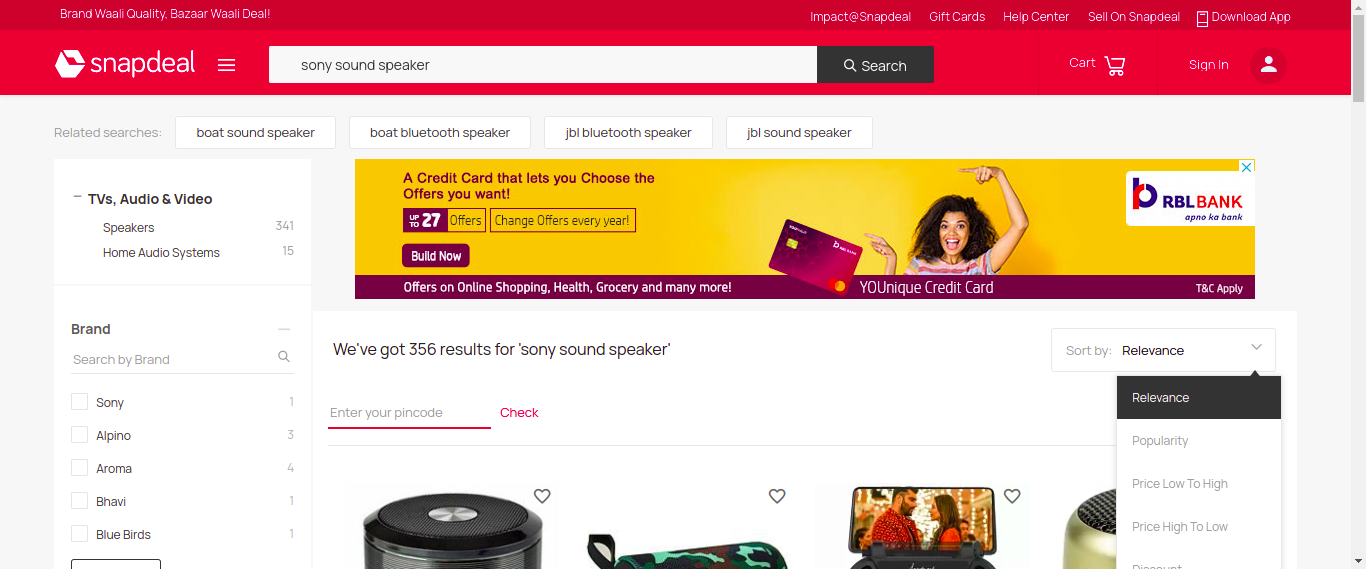 Brand Waali Quality, Bazaar Waali Deal!
Impact@Snapdeal Gift Cards Help Center Sell On Snapdeal Download App
snapdeal
sony sound speaker
Search
Cart
Sign In
Related searches:
boat sound speaker
boat bluetooth speaker
jbl bluetooth speaker
jbl sound speaker
TVs, Audio & Video
Speakers 341
Home Audio Systems 15
Brand
Search by Brand
Sony 1
Alpino 3
Aroma 4
Bhavi 1
Blue Birds 1
A Credit Card that lets you Choose the
Offers you want!
UP TO 27 Offers
Change Offers every year!
Build Now
Offers on Online Shopping, Health, Grocery and many more!
YOUnique Credit Card
T&C Apply
RBLBANK
apno ka bank
We've got 356 results for 'sony sound speaker'
Sort by: Relevance
Enter your pincode
Check
Relevance
Popularity
Price Low To High
Price High To Low
Discount